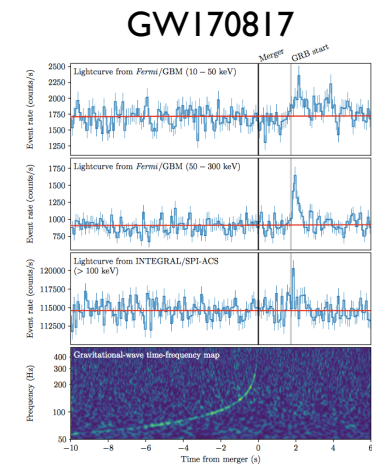 GW170817
Merger
GRB start
Lightcurve from Fermi/GBM (10 − 50 keV)
Event rate (counts/s)
2500
2250
2000
1750
1500
1250
Lightcurve from Fermi/GBM (50 − 300 keV)
Event rate (counts/s)
1750
1500
1250
1000
750
Lightcurve from INTEGRAL/SPI-ACS
(> 100 keV)
Event rate (counts/s)
120000
117500
115000
112500
Gravitational-wave time-frequency map
Frequency (Hz)
400
300
200
100
50
−10
−8
−6
−4
−2
0
2
4
6
Time from merger (s)